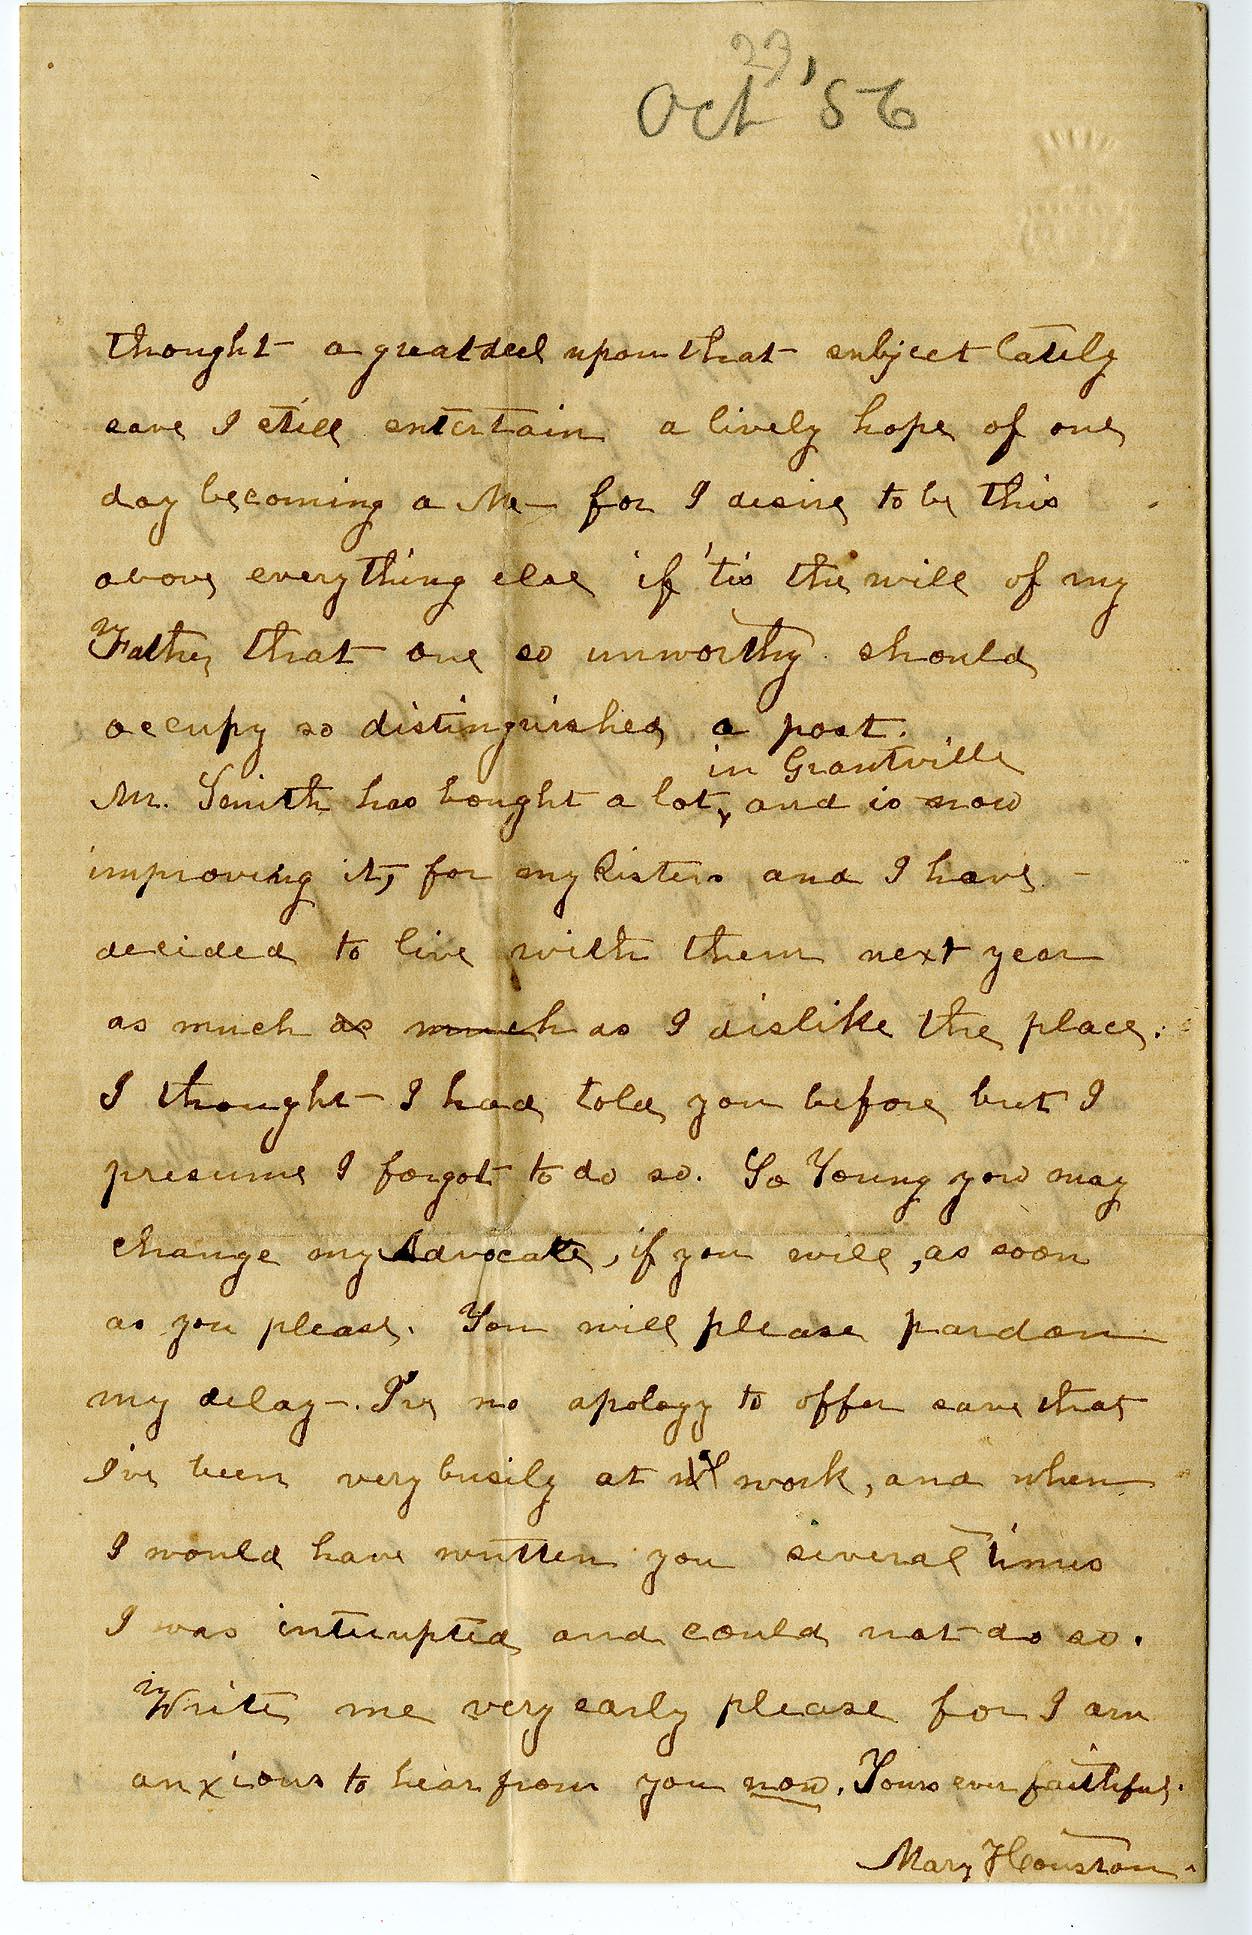 23,
Oct '56
thought a great deal upon that subject lately
save I still entertain a lively hope of one
day becoming a M— for I desire to be this
above everything else if 'tis the will of my
Father that one so unworthy should
occupy so distinguished a post.
in Grantville
Mr. Smith has bought a lot, and is now
improving it, for my Sisters and I have
decided to live with them next year
as much as much as I dislike the place.
I thought I had told you before but I
presume I forgot to do so. So Young you may
change my Advocate, if you will, as soon
as you please. You will please pardon
my delay—. I've no apology to offer save that
I've been very busily at work, and when
I would have written you several times
I was interrupted and could not do so.
Write me very early please for I am
anxious to hear from you now. Yours ever faithful.
Mary Houston.